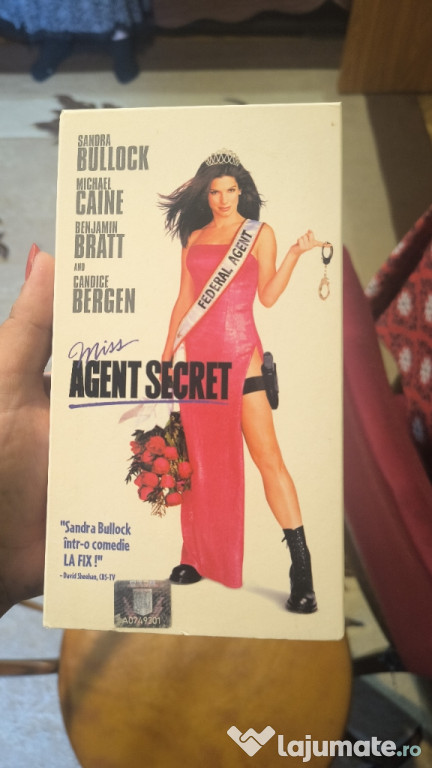 SANDRA
BULLOCK
MICHAEL
CAINE
BENJAMIN
BRATT
AND
CANDICE
BERGEN
FEDERAL AGENT
Miss
AGENT SECRET
"Sandra Bullock
într-o comedie
LA FIX !"
- David Sheehan, CBS-TV
A0749301
lajumate.ro